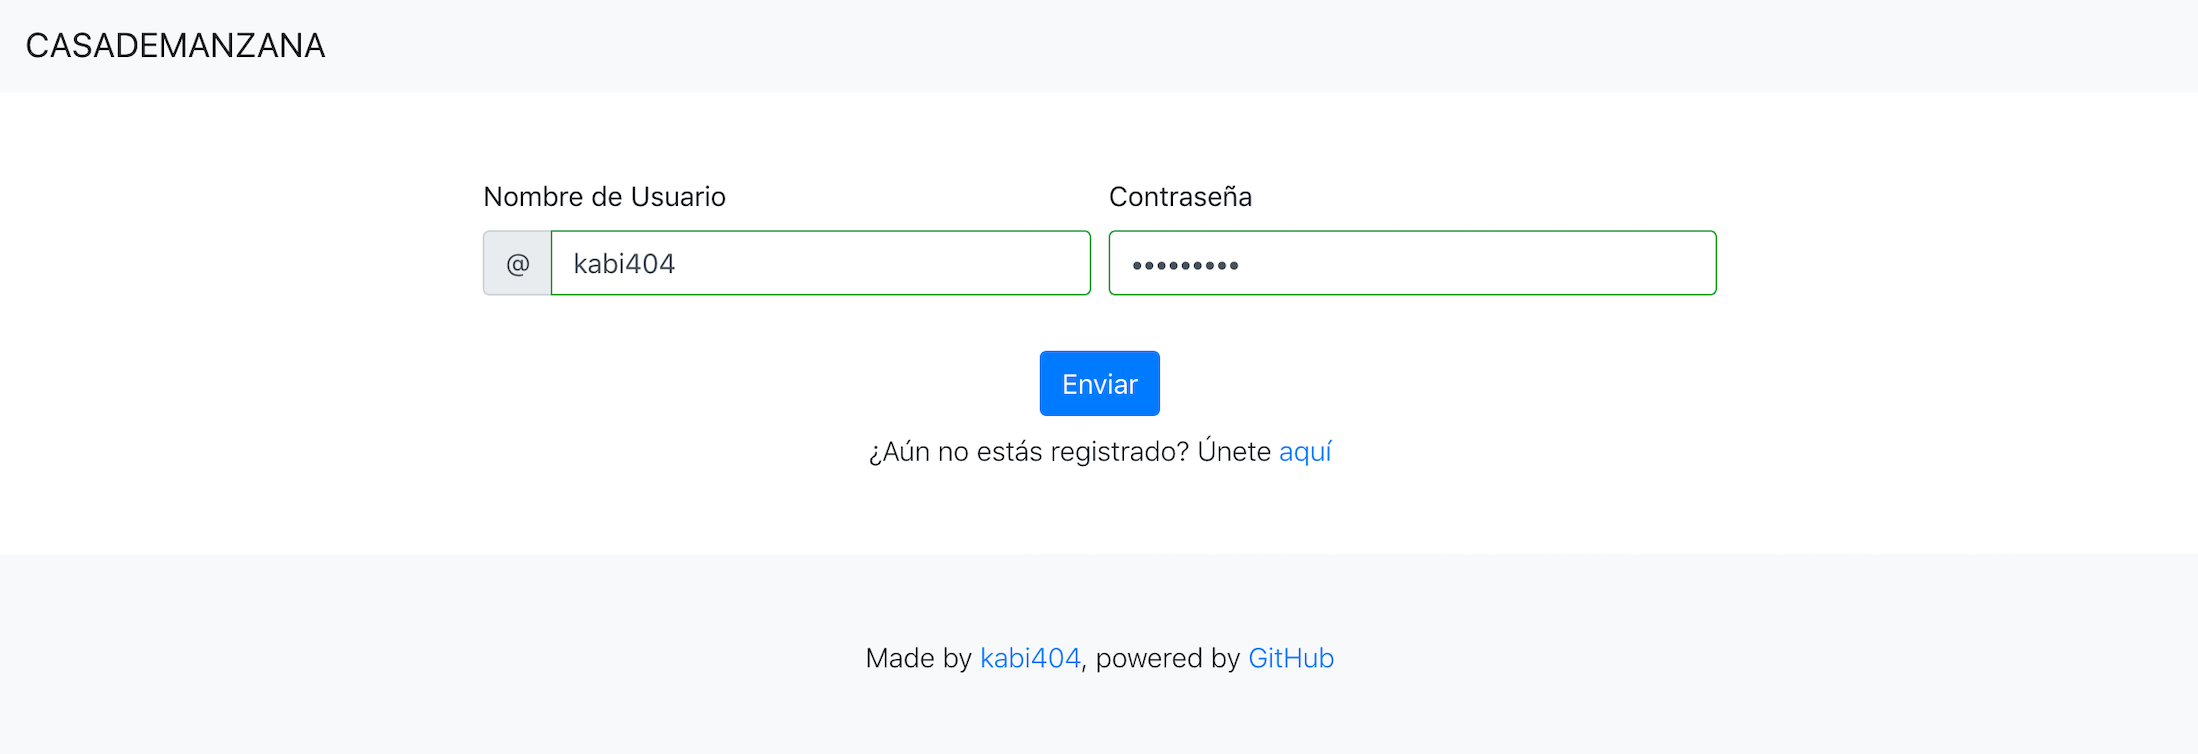 CASADEMANZANA
Nombre de Usuario
Contraseña
@ kabi404
•••••••••
Enviar
¿Aún no estás registrado? Únete aquí
Made by kabi404, powered by GitHub